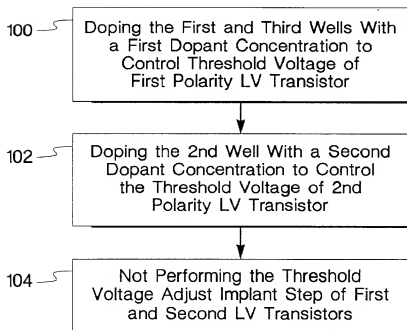 100
Doping the First and Third Wells With
a First Dopant Concentration to
Control Threshold Voltage of
First Polarity LV Transistor
102
Doping the 2nd Well With a Second
Dopant Concentration to Control
the Threshold Voltage of 2nd
Polarity LV Transistor
104
Not Performing the Threshold
Voltage Adjust Implant Step of First
and Second LV Transistors